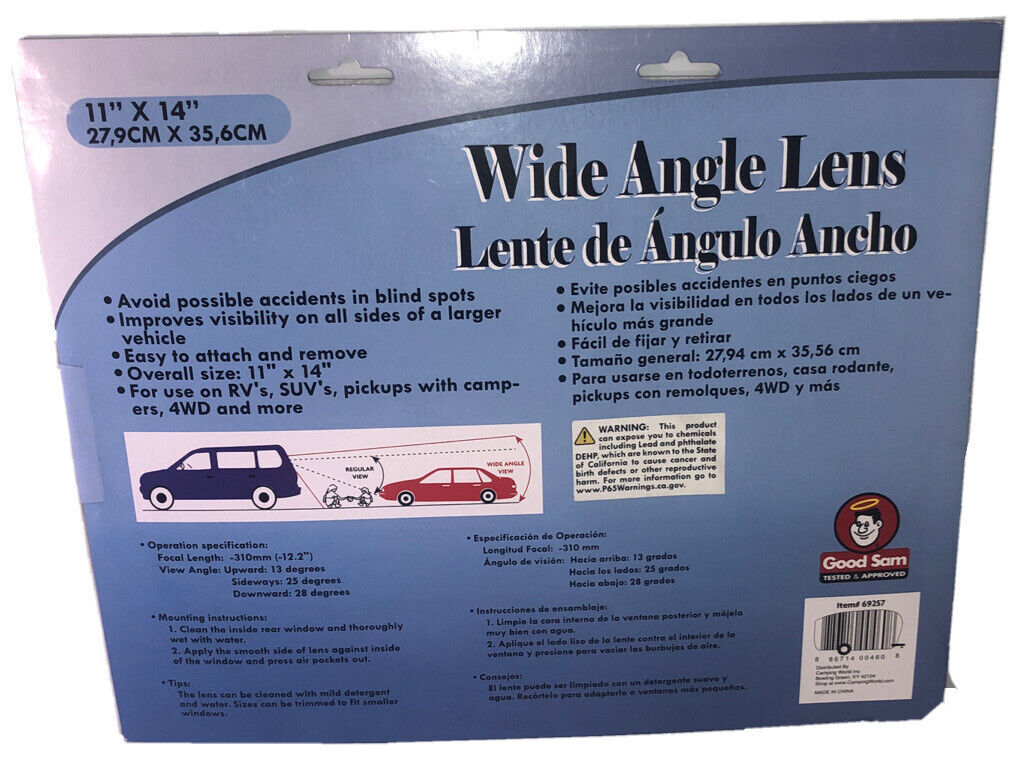 11” X 14”
27,9CM X 35,6CM
Wide Angle Lens
Lente de Ángulo Ancho
• Avoid possible accidents in blind spots
• Improves visibility on all sides of a larger
vehicle
• Easy to attach and remove
• Overall size: 11" x 14"
• For use on RV's, SUV's, pickups with camp-
ers, 4WD and more
• Evite posibles accidentes en puntos ciegos
• Mejora la visibilidad en todos los lados de un ve-
hículo más grande
• Fácil de fijar y retirar
• Tamaño general: 27,94 cm x 35,56 cm
• Para usarse en todoterrenos, casa rodante,
pickups con remolques, 4WD y más
REGULAR
VIEW
WIDE ANGLE
VIEW
WARNING: This product
can expose you to chemicals
including Lead and phthalate
DEHP, which are known to the State
of California to cause cancer and
birth defects or other reproductive
harm. For more information go to
www.P65Warnings.ca.gov.
• Operation specification:
Focal Length: -310mm (-12.2")
View Angle: Upward: 13 degrees
Sideways: 25 degrees
Downward: 28 degrees
• Especificación de Operación:
Longitud Focal: -310 mm
Ángulo de visión: Hacia arriba: 13 grados
Hacia los lados: 25 grados
Hacia abajo: 28 grados
• Mounting instructions:
1. Clean the inside rear window and thoroughly
wet with water.
2. Apply the smooth side of lens against inside
of the window and press air pockets out.
• Instrucciones de ensamblaje:
1. Limpie la cara interna de la ventana posterior y mójela
muy bien con agua.
2. Aplique el lado liso de la lente contra el interior de la
ventana y presione para vaciar las burbujas de aire.
• Tips:
The lens can be cleaned with mild detergent
and water. Sizes can be trimmed to fit smaller
windows.
• Consejos:
El lente puede ser limpiado con un detergente suave y
agua. Recórtelo para adaptarlo a ventanas más pequeñas.
Good Sam
TESTED & APPROVED
Item# 69257
8 85714 00460 8
Distributed By
Camping World Inc
Bowling Green, KY 42104
Shop at www.CampingWorld.com
MADE IN CHINA